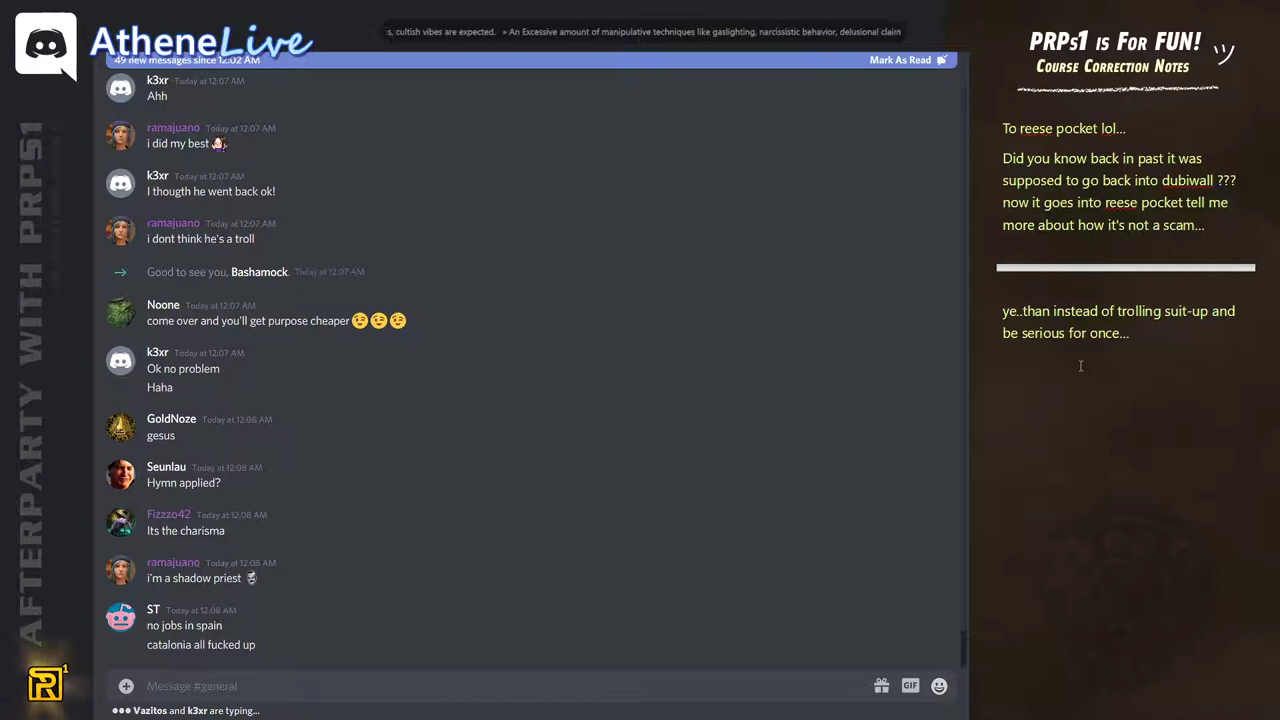 AtheneLive
s, cultish vibes are expected. » An Excessive amount of manipulative techniques like gaslighting, narcissistic behavior, delusional claim
49 new messages since 12:02 AM
Mark As Read
k3xr Today at 12:07 AM
Ahh
ramajuano Today at 12:07 AM
i did my best
k3xr Today at 12:07 AM
I thougth he went back ok!
ramajuano Today at 12:07 AM
i dont think he's a troll
Good to see you, Bashamock. Today at 12:07 AM
Noone Today at 12:07 AM
come over and you'll get purpose cheaper😉😉😉
k3xr Today at 12:07 AM
Ok no problem
Haha
GoldNoze Today at 12:08 AM
gesus
Seunlau Today at 12:08 AM
Hymn applied?
Fizzzo42 Today at 12:08 AM
Its the charisma
ramajuano Today at 12:08 AM
i'm a shadow priest
ST Today at 12:08 AM
no jobs in spain
catalonia all fucked up
Message #general
GIF
Vazitos and k3xr are typing...
AFTERPARTY WITH PRPS1
R1
PRPs1 is For FUN!
Course Correction Notes
ツ
To reese pocket lol...
Did you know back in past it was
supposed to go back into dubiwall ???
now it goes into reese pocket tell me
more about how it's not a scam...
ye..than instead of trolling suit-up and
be serious for once...